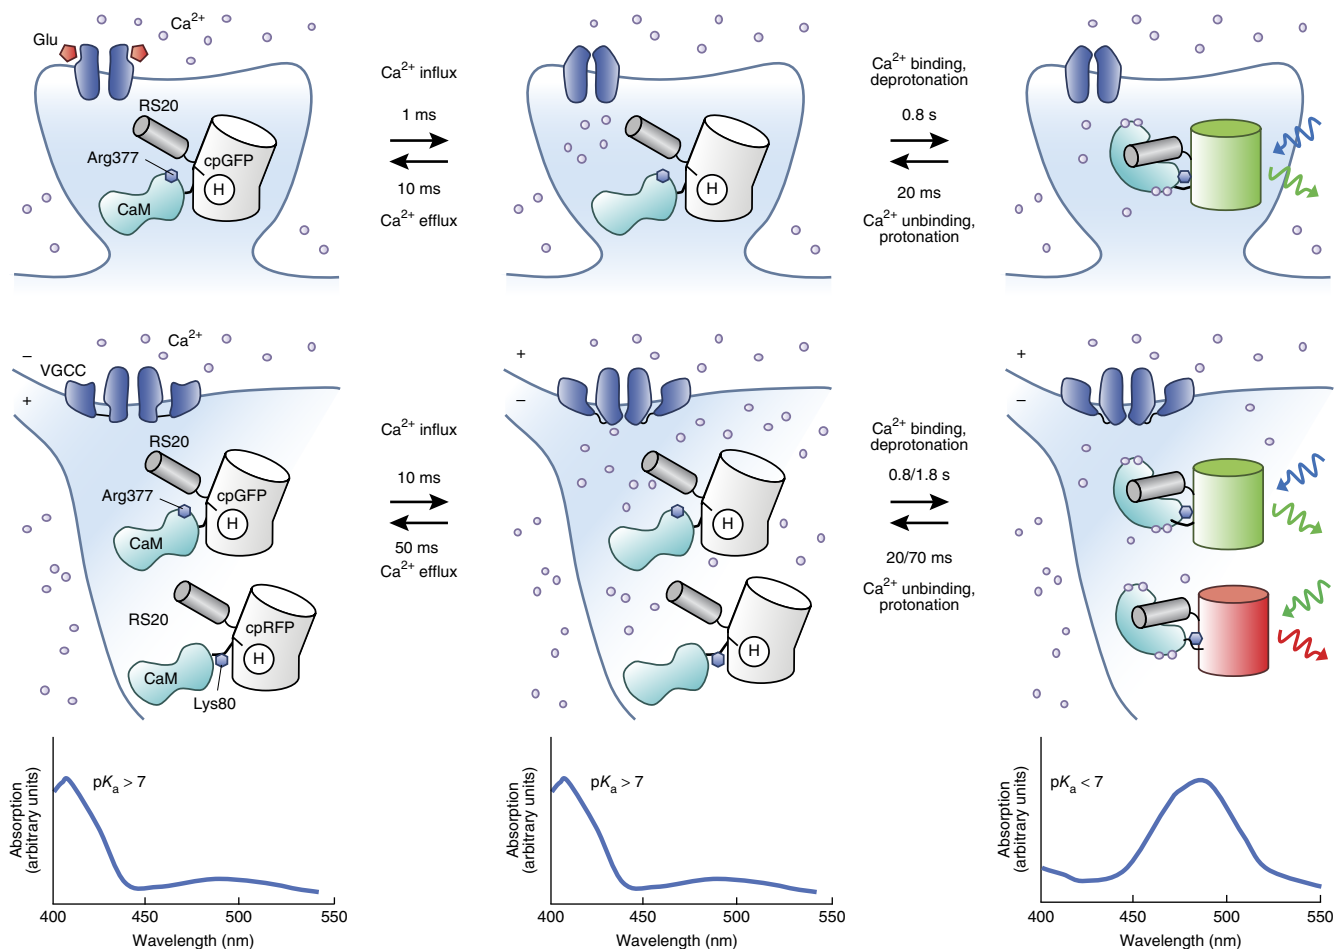 Ca²⁺
Glu
RS20
Arg377
cpGFP
H
CaM
Ca²⁺ influx
1 ms
10 ms
Ca²⁺ efflux
H
Ca²⁺ binding,
deprotonation
0.8 s
20 ms
Ca²⁺ unbinding,
protonation
Ca²⁺
–
VGCC
+
RS20
Arg377
cpGFP
H
CaM
RS20
cpRFP
H
CaM
Lys80
Ca²⁺ influx
10 ms
50 ms
Ca²⁺ efflux
+
–
H
H
Ca²⁺ binding,
deprotonation
0.8/1.8 s
20/70 ms
Ca²⁺ unbinding,
protonation
+
–
Absorption
(arbitrary units)
pKₐ > 7
400 450 500 550
Wavelength (nm)
Absorption
(arbitrary units)
pKₐ > 7
400 450 500 550
Wavelength (nm)
Absorption
(arbitrary units)
pKₐ < 7
400 450 500 550
Wavelength (nm)